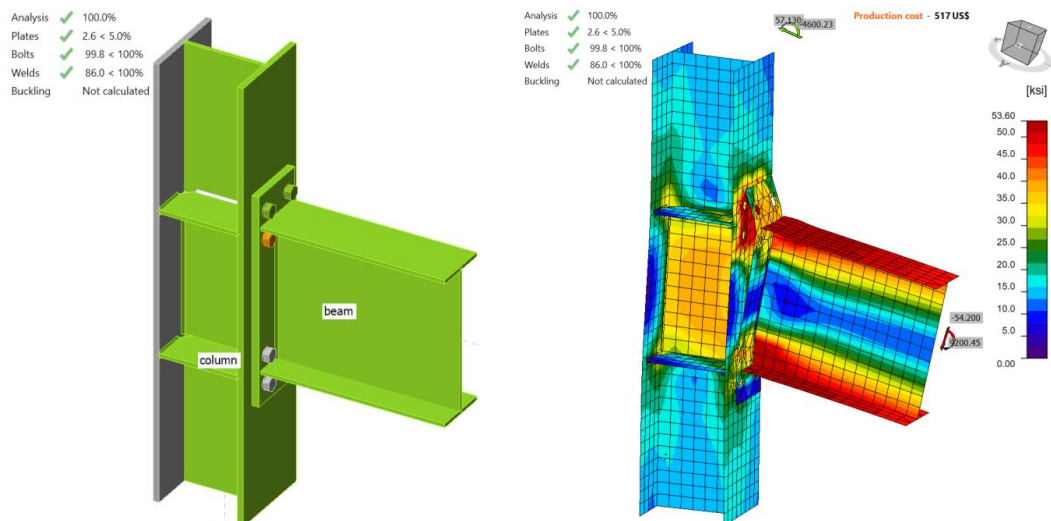 Analysis 100.0%
Plates 2.6 < 5.0%
Bolts 99.8 < 100%
Welds 86.0 < 100%
Buckling Not calculated
beam
column
Analysis 100.0%
Plates 2.6 < 5.0%
Bolts 99.8 < 100%
Welds 86.0 < 100%
Buckling Not calculated
57.130
-4600.23
Production cost - 517 US$
[ksi]
53.60
50.0
45.0
40.0
35.0
30.0
25.0
20.0
15.0
10.0
5.0
0.00
-54.200
9200.45